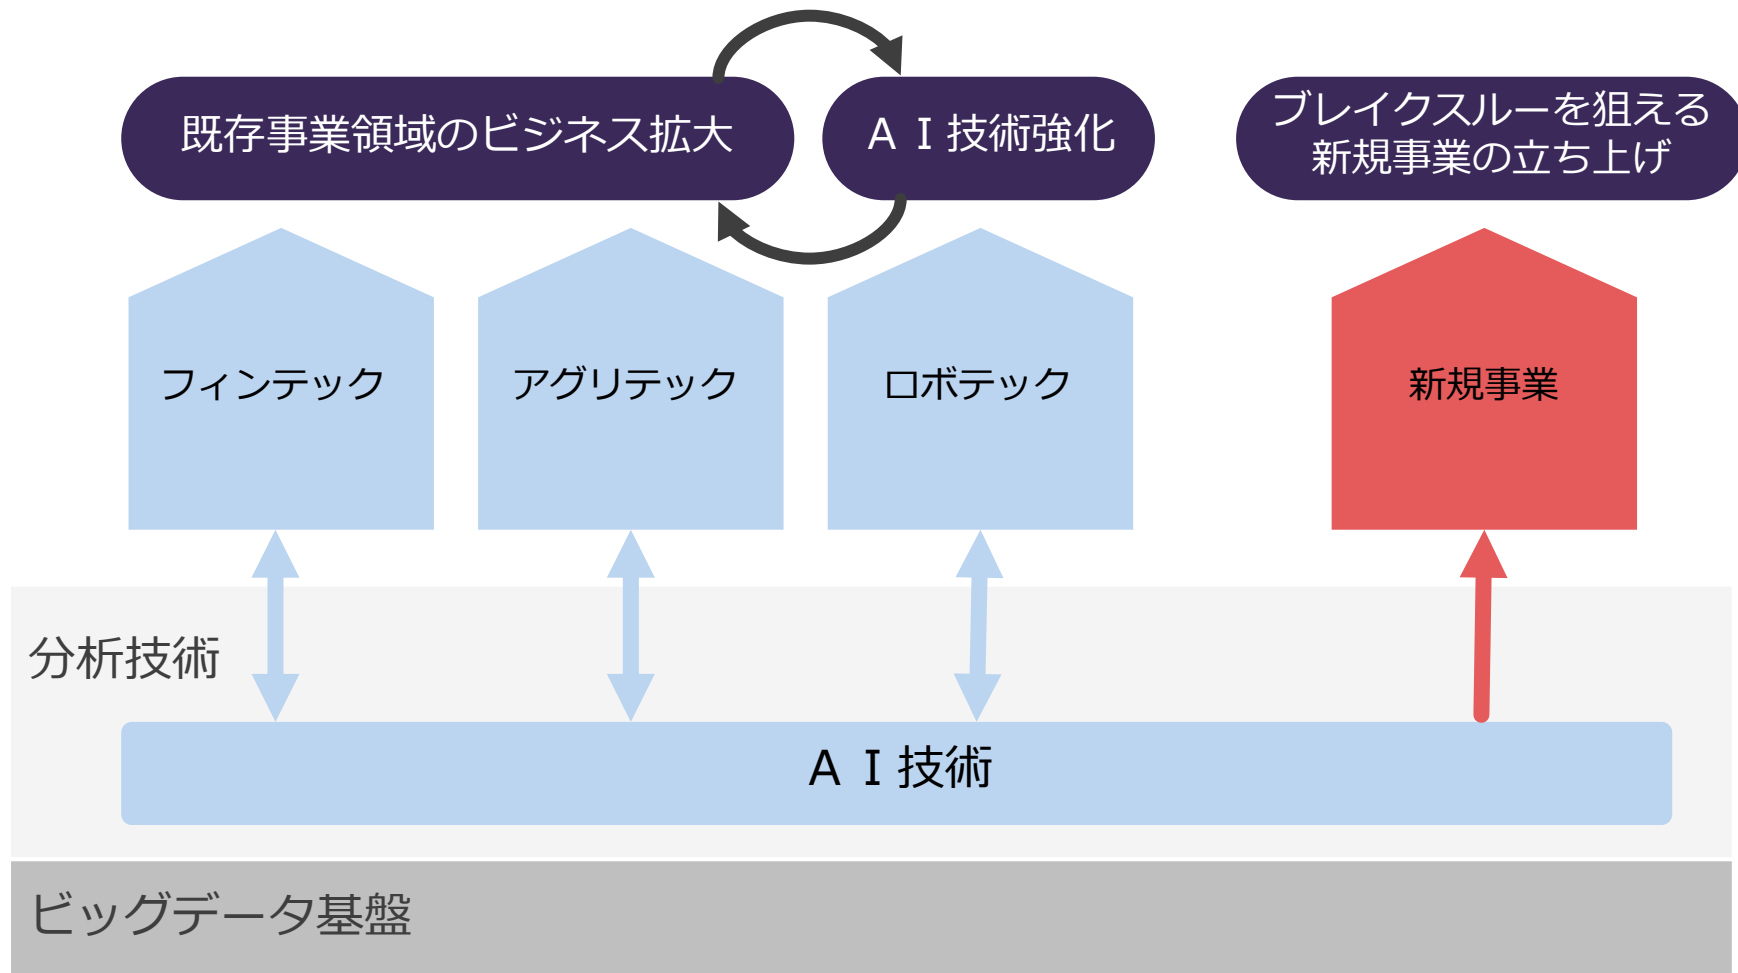 既存事業領域のビジネス拡大
ＡＩ技術強化
ブレイクスルーを狙える
新規事業の立ち上げ
フィンテック
アグリテック
ロボテック
新規事業
分析技術
ＡＩ技術
ビッグデータ基盤